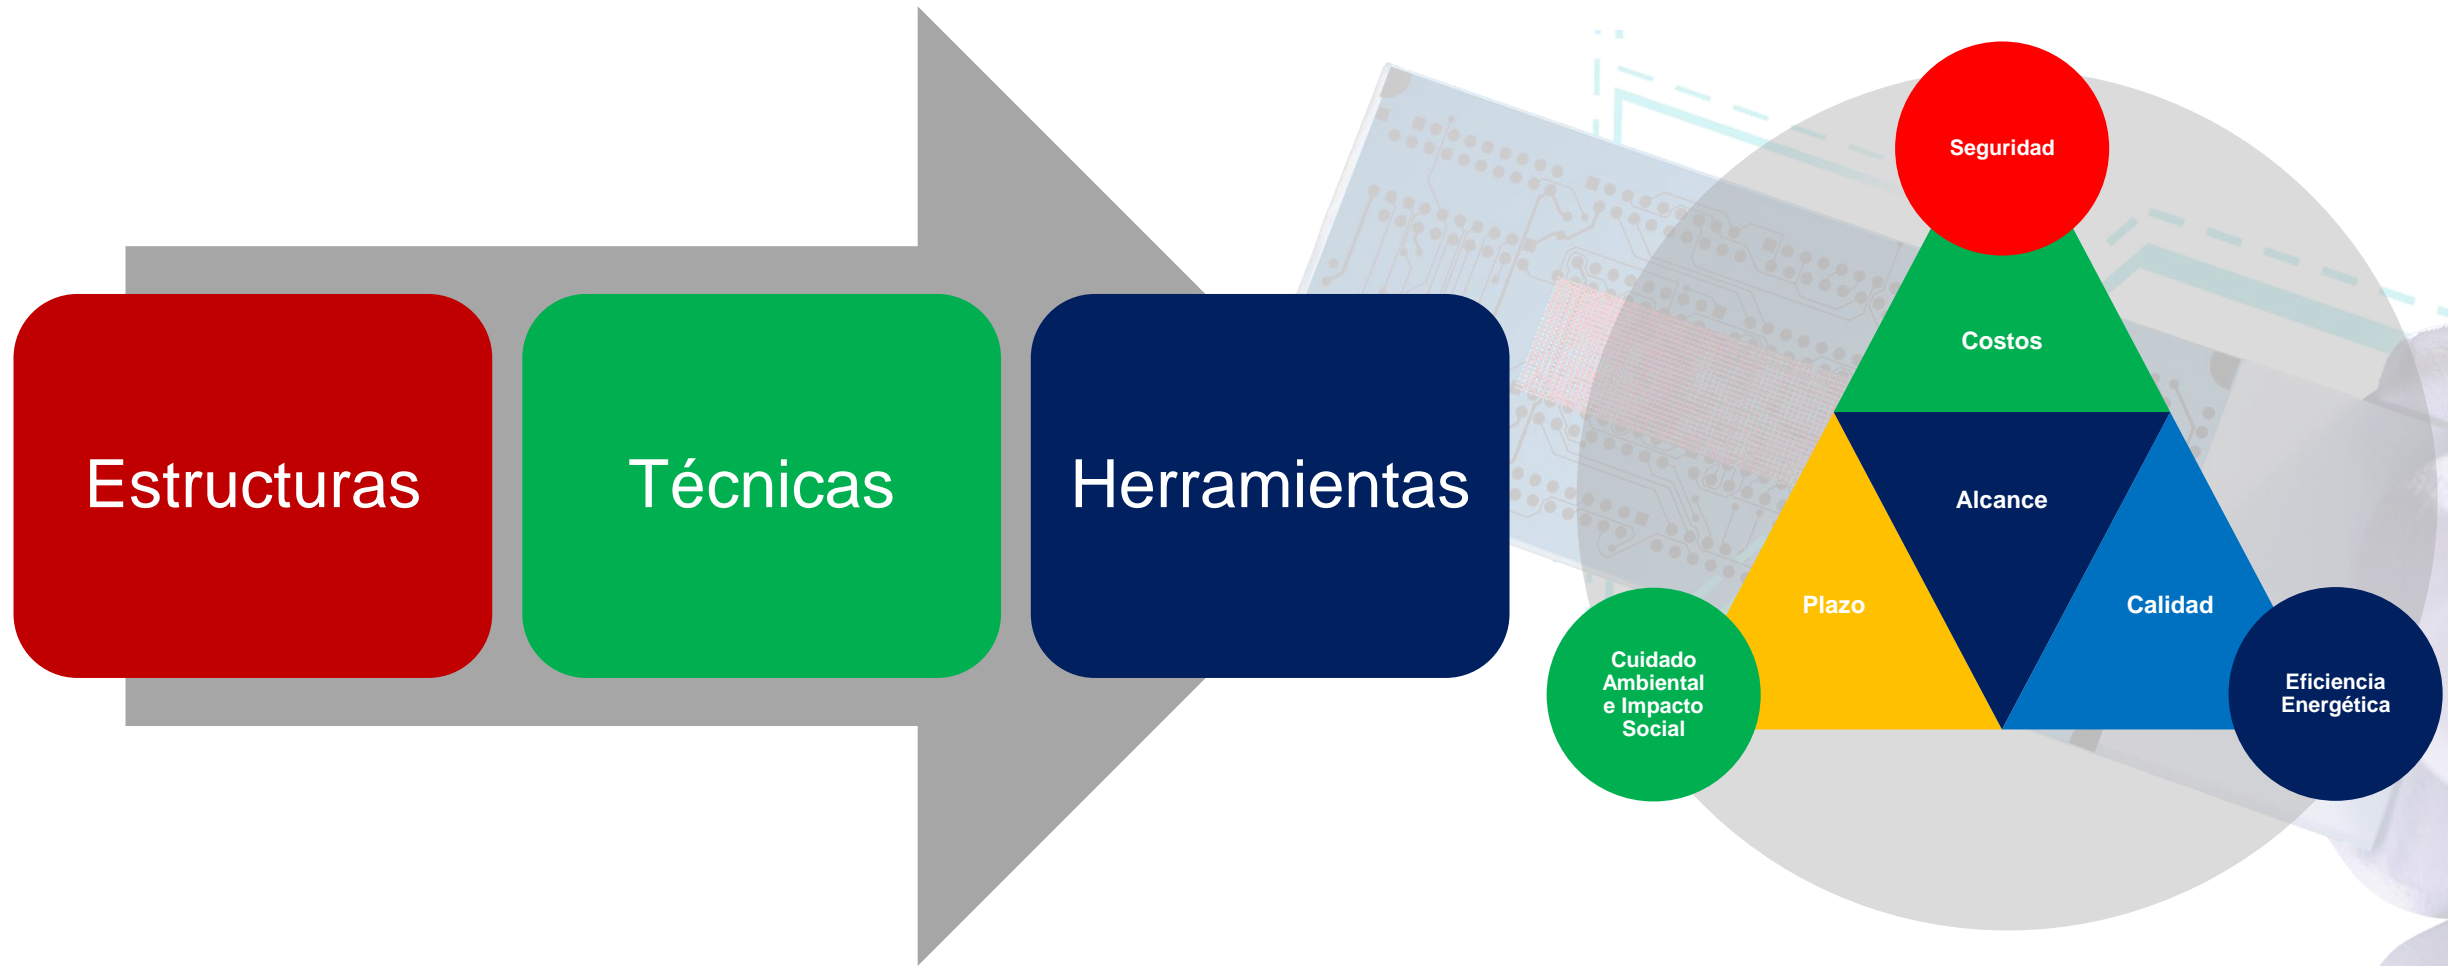 Estructuras
Técnicas
Herramientas
Seguridad
Costos
Alcance
Plazo
Calidad
Cuidado
Ambiental
e Impacto
Social
Eficiencia
Energética